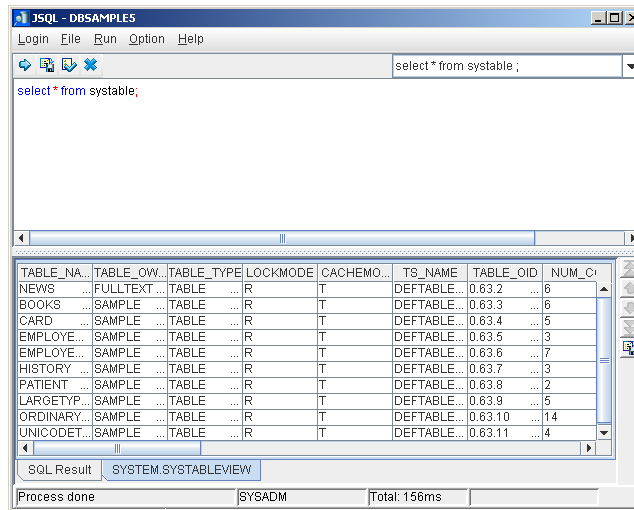 JSQL - DBSAMPLE5
Login File Run Option Help
select * from systable ;
select * from systable;
TABLE_NA... TABLE_OW... TABLE_TYPE LOCKMODE CACHEMO... TS_NAME TABLE_OID NUM_C
NEWS ... FULLTEXT ... TABLE ... R T DEFTABLE... 0.63.2 ... 6
BOOKS ... SAMPLE ... TABLE ... R T DEFTABLE... 0.63.3 ... 6
CARD ... SAMPLE ... TABLE ... R T DEFTABLE... 0.63.4 ... 5
EMPLOYE... SAMPLE ... TABLE ... R T DEFTABLE... 0.63.5 ... 3
EMPLOYE... SAMPLE ... TABLE ... R T DEFTABLE... 0.63.6 ... 7
HISTORY ... SAMPLE ... TABLE ... R T DEFTABLE... 0.63.7 ... 3
PATIENT ... SAMPLE ... TABLE ... R T DEFTABLE... 0.63.8 ... 2
LARGETYP... SAMPLE ... TABLE ... R T DEFTABLE... 0.63.9 ... 5
ORDINARY... SAMPLE ... TABLE ... R T DEFTABLE... 0.63.10 ... 14
UNICODET... SAMPLE ... TABLE ... R T DEFTABLE... 0.63.11 ... 4
SQL Result SYSTEM.SYSTABLEVIEW
Process done SYSADM Total: 156ms